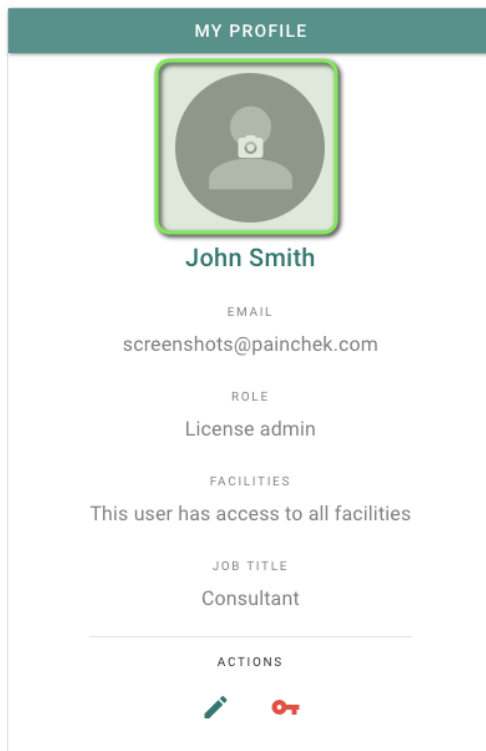 MY PROFILE
John Smith
EMAIL
screenshots@painchek.com
ROLE
License admin
FACILITIES
This user has access to all facilities
JOB TITLE
Consultant
ACTIONS